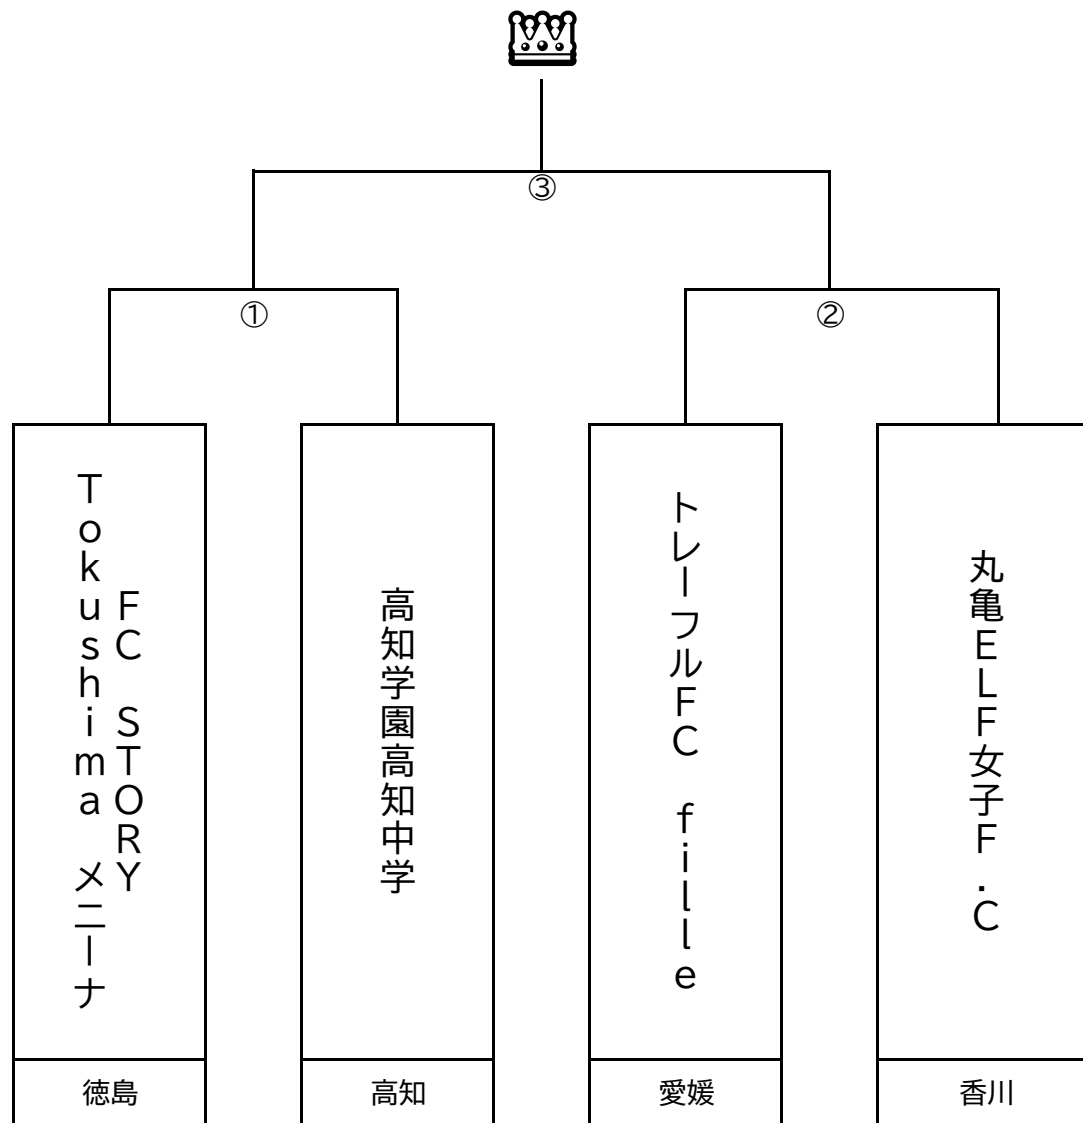 ③
①
②
FC STORY
Tokushima メニーナ
高知学園高知中学
トレーフルFC fille
丸亀ELF女子F.C
徳島
高知
愛媛
香川